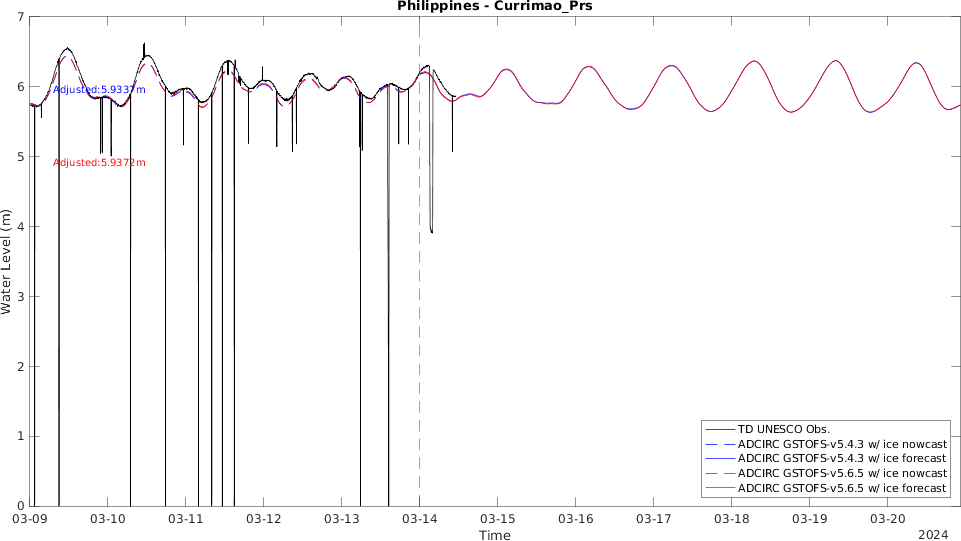 Philippines - Currimao_Prs
7
6
5
4
3
2
1
0
Water Level (m)
Adjusted:5.9337m
Adjusted:5.9372m
TD UNESCO Obs.
ADCIRC GSTOFS-v5.4.3 w/ ice nowcast
ADCIRC GSTOFS-v5.4.3 w/ ice forecast
ADCIRC GSTOFS-v5.6.5 w/ ice nowcast
ADCIRC GSTOFS-v5.6.5 w/ ice forecast
03-09 03-10 03-11 03-12 03-13 03-14 03-15 03-16 03-17 03-18 03-19 03-20
Time
2024